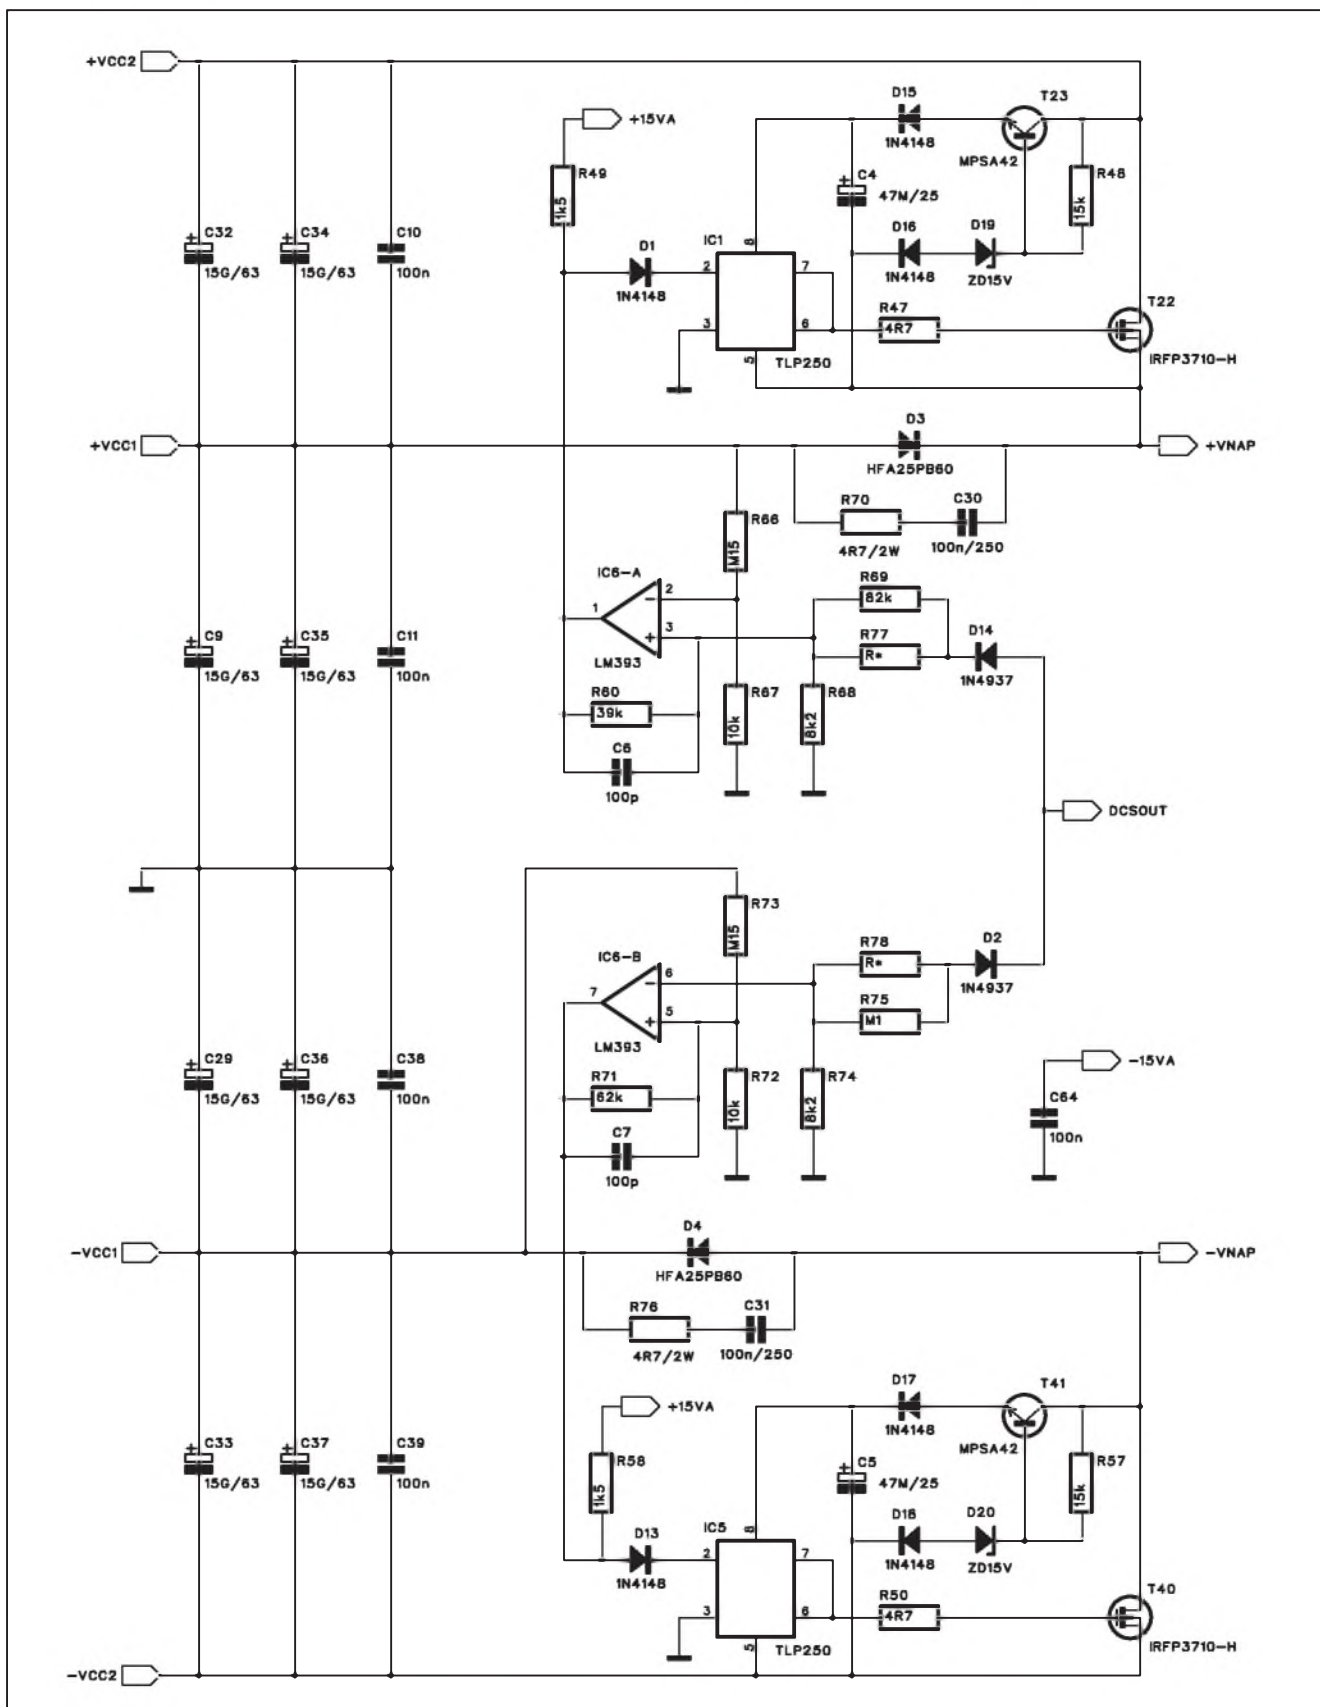 +VCC2
D15
T23
+15VA
1N4148
MPSA42
R49
1k5
C4
47M/25
R48
15k
C32
15G/63
C34
15G/63
C10
100n
D1
1N4148
IC1
8
2
7
3
6
5
TLP250
D16
1N4148
D19
ZD15V
T22
R47
4R7
IRFP3710-H
+VCC1
D3
HFA25PB60
+VNAP
R70
4R7/2W
C30
100n/250
R66
M15
IC6-A
2
1
3
LM393
R69
82k
R77
R*
D14
1N4937
C9
15G/63
C35
15G/63
C11
100n
R60
39k
R67
10k
R68
8k2
C6
100p
DCSOUT
R73
M15
IC6-B
6
7
5
LM393
R78
R*
D2
1N4937
R75
M1
C29
15G/63
C36
15G/63
C38
100n
R71
62k
R72
10k
R74
8k2
-15VA
C64
100n
C7
100p
-VCC1
D4
HFA25PB60
-VNAP
R76
4R7/2W
C31
100n/250
D17
1N4148
T41
MPSA42
+15VA
C33
15G/63
C37
15G/63
C39
100n
R58
1k5
C5
47M/25
R57
15k
D13
1N4148
IC5
8
2
7
3
6
5
TLP250
D18
1N4148
D20
ZD15V
R50
4R7
T40
IRFP3710-H
-VCC2